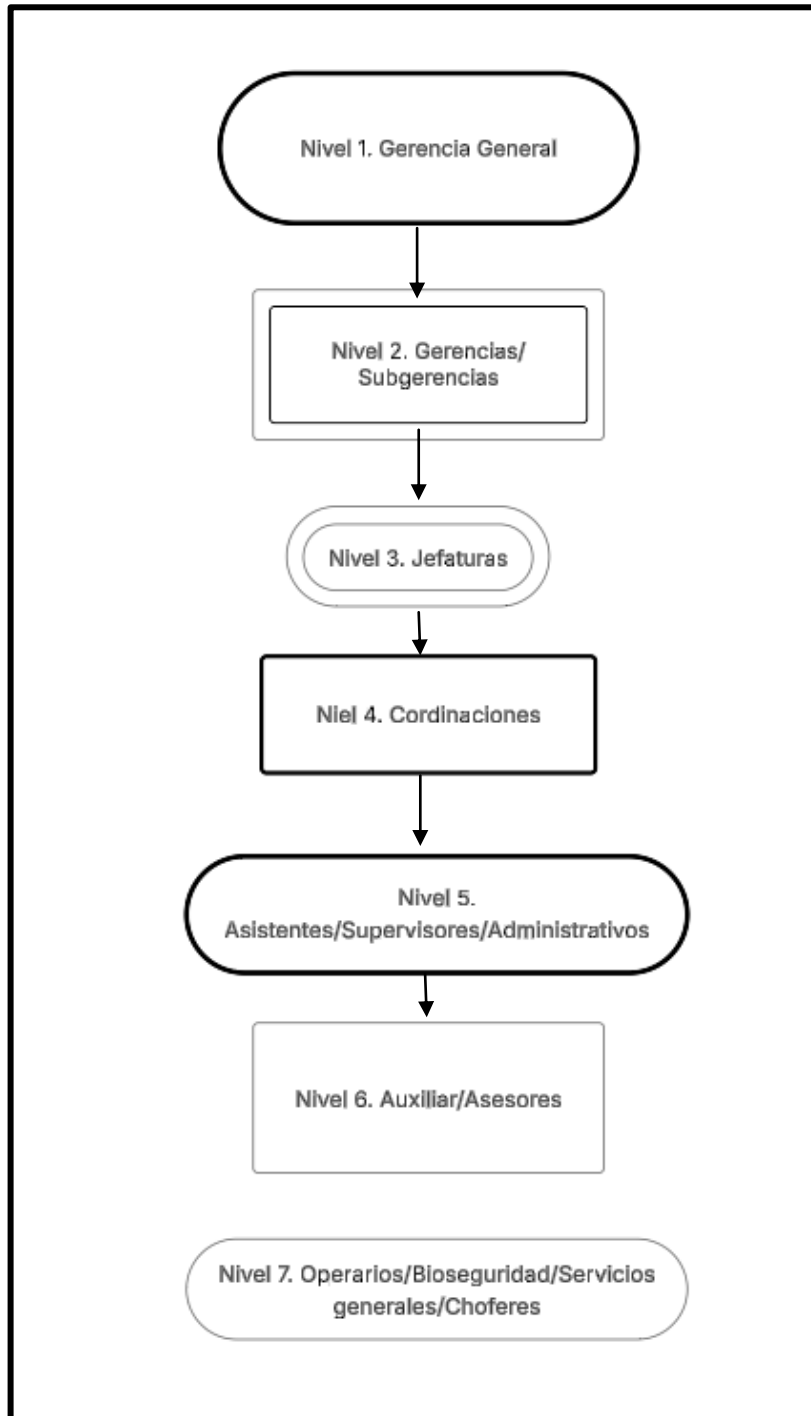 Nivel 1. Gerencia General
Nivel 2. Gerencias/
Subgerencias
Nivel 3. Jefaturas
Niel 4. Cordinaciones
Nivel 5.
Asistentes/Supervisores/Administrativos
Nivel 6. Auxiliar/Asesores
Nivel 7. Operarios/Bioseguridad/Servicios
generales/Choferes